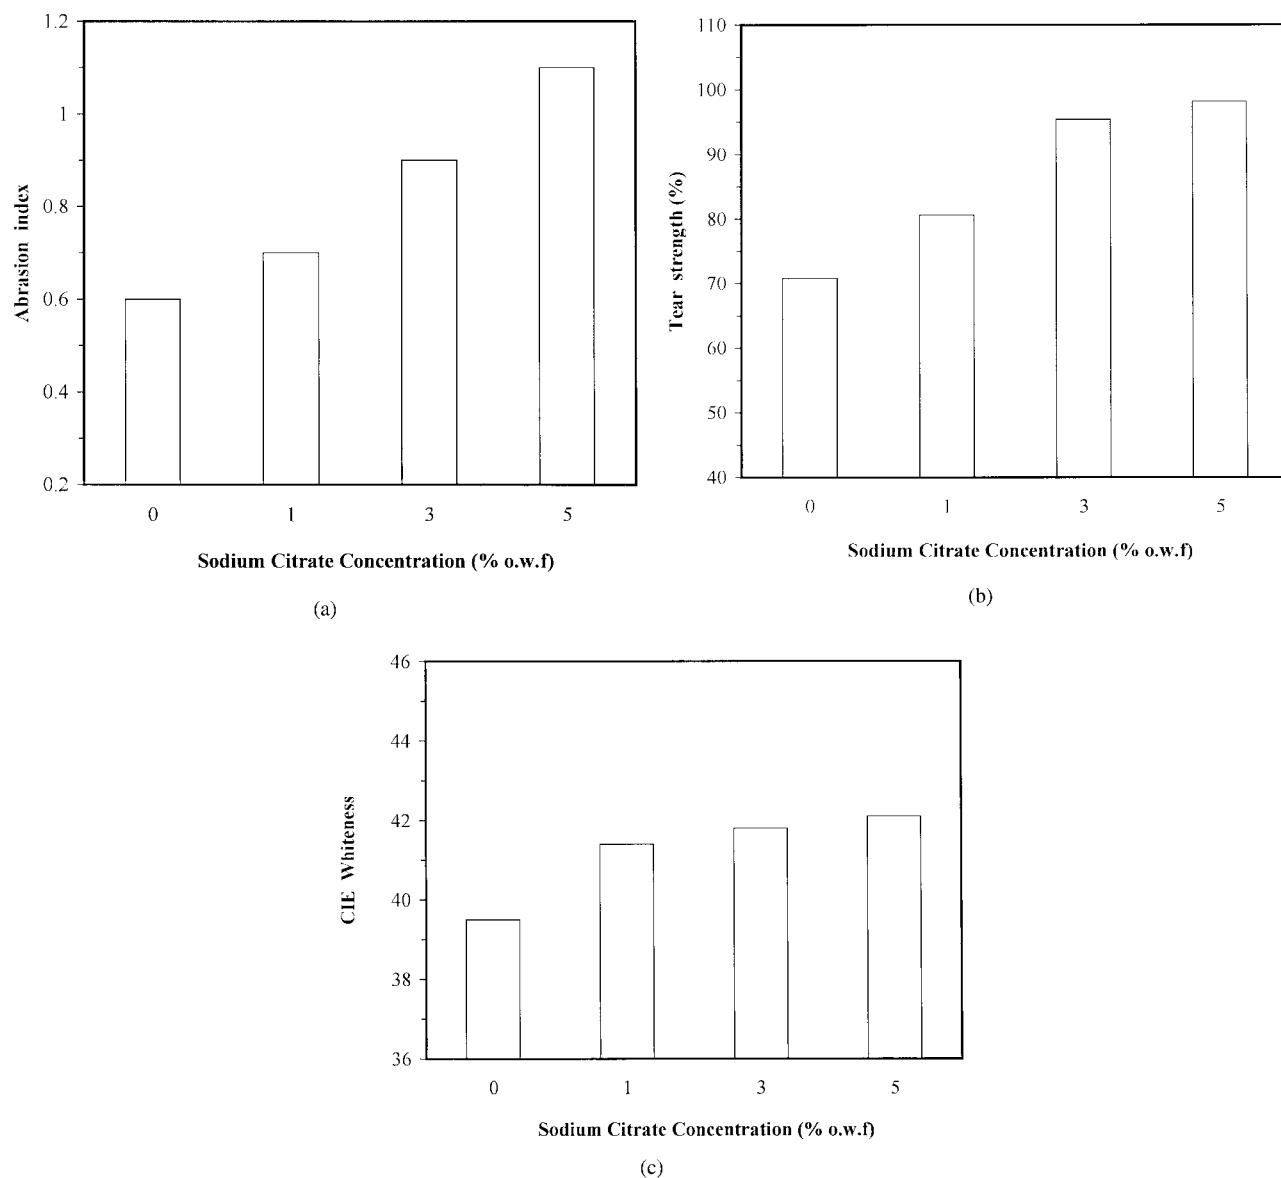 1.2
1
0.8
0.6
0.4
0.2
Abrasion index
0 1 3 5
Sodium Citrate Concentration (% o.w.f)
(a)
110
100
90
80
70
60
50
40
Tear strength (%)
0 1 3 5
Sodium Citrate Concentration (% o.w.f)
(b)
46
44
42
40
38
36
CIE Whiteness
0 1 3 5
Sodium Citrate Concentration (% o.w.f)
(c)